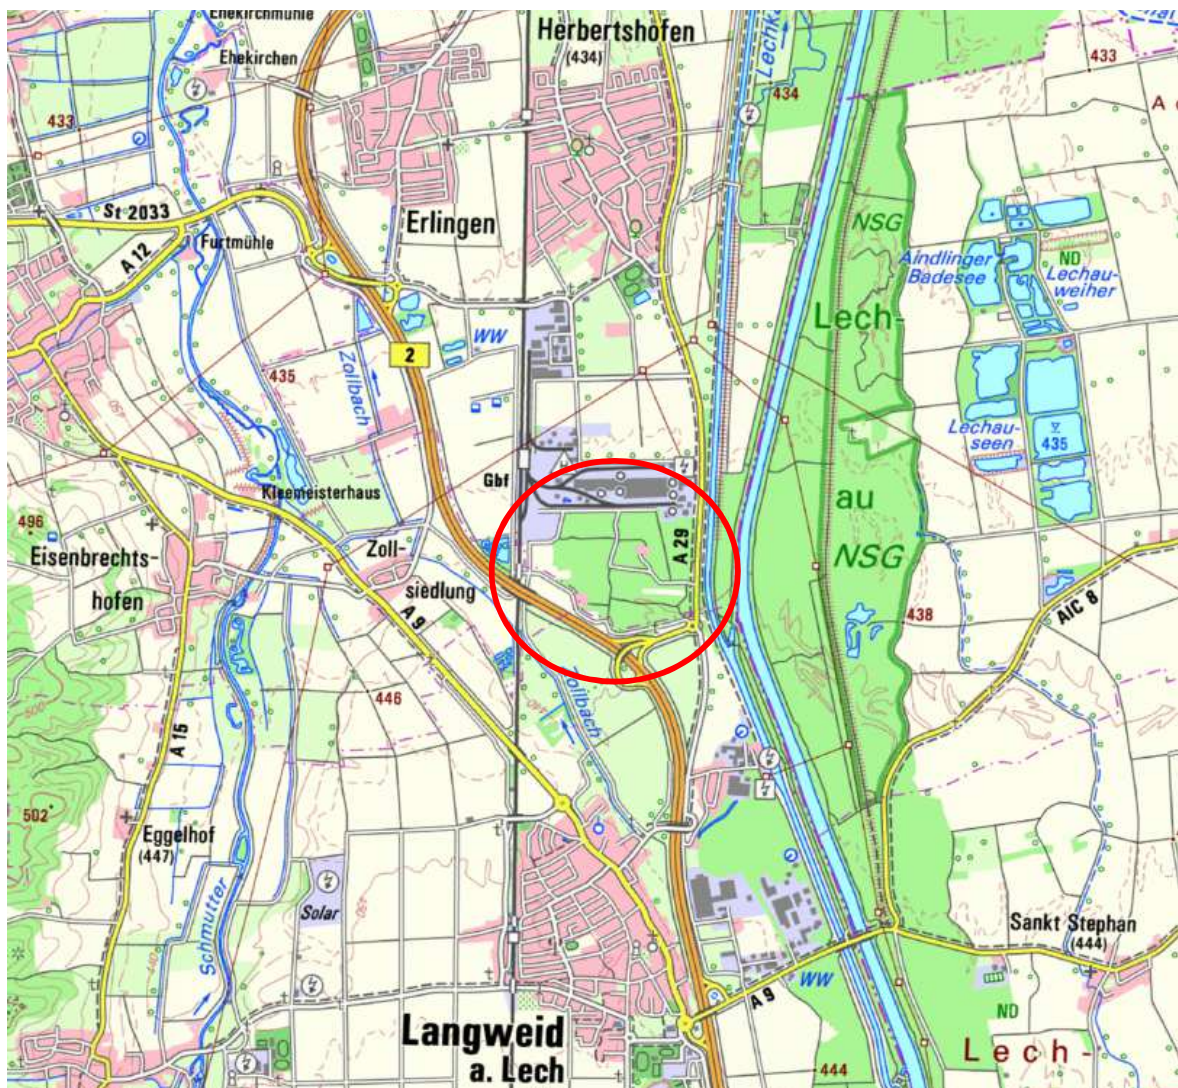 Ehekirchmühle
Ehekirchen
Herbertshofen
(434)
433
433
434
St 2033
A 12
Furtmühle
Erlingen
NSG
Aindlinger
Badesee
ND
Lechau-
weiher
Lech-
2
WW
Zollbach
435
Lechau-
seen
435
Gbf
Kleemeisterhaus
496
Eisenbrechts-
hofen
Zoll-
siedlung
A 9
A 29
au
NSG
438
AIC 8
446
Zollbach
A 15
502
Eggelhof
(447)
Schmutter
Solar
Sankt Stephan
(444)
A 9
WW
ND
Langweid
a. Lech
444
Lech-